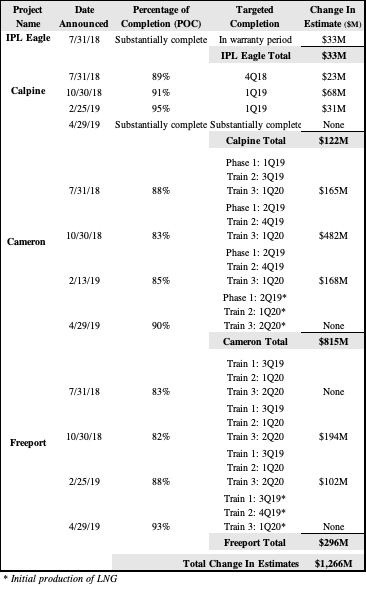 Project Name Date Announced Percentage of Completion (POC) Targeted Completion Change In Estimate ($M)
IPL Eagle 7/31/18 Substantially complete In warranty period $33M
IPL Eagle Total $33M
Calpine
7/31/18 89% 4Q18 $23M
10/30/18 91% 1Q19 $68M
2/25/19 95% 1Q19 $31M
4/29/19 Substantially complete Substantially complete None
Calpine Total $122M
Cameron
Phase 1: 1Q19
Train 2: 3Q19
7/31/18 88% Train 3: 1Q20 $165M
Phase 1: 2Q19
Train 2: 4Q19
10/30/18 83% Train 3: 1Q20 $482M
Phase 1: 2Q19
Train 2: 4Q19
2/13/19 85% Train 3: 1Q20 $168M
Phase 1: 2Q19*
Train 2: 1Q20*
4/29/19 90% Train 3: 2Q20* None
Cameron Total $815M
Freeport
Train 1: 3Q19
Train 2: 1Q20
7/31/18 83% Train 3: 2Q20 None
Train 1: 3Q19
Train 2: 1Q20
10/30/18 82% Train 3: 2Q20 $194M
Train 1: 3Q19
Train 2: 1Q20
2/25/19 88% Train 3: 2Q20 $102M
Train 1: 3Q19*
Train 2: 4Q19*
4/29/19 93% Train 3: 1Q20* None
Freeport Total $296M
Total Change In Estimates $1,266M
* Initial production of LNG